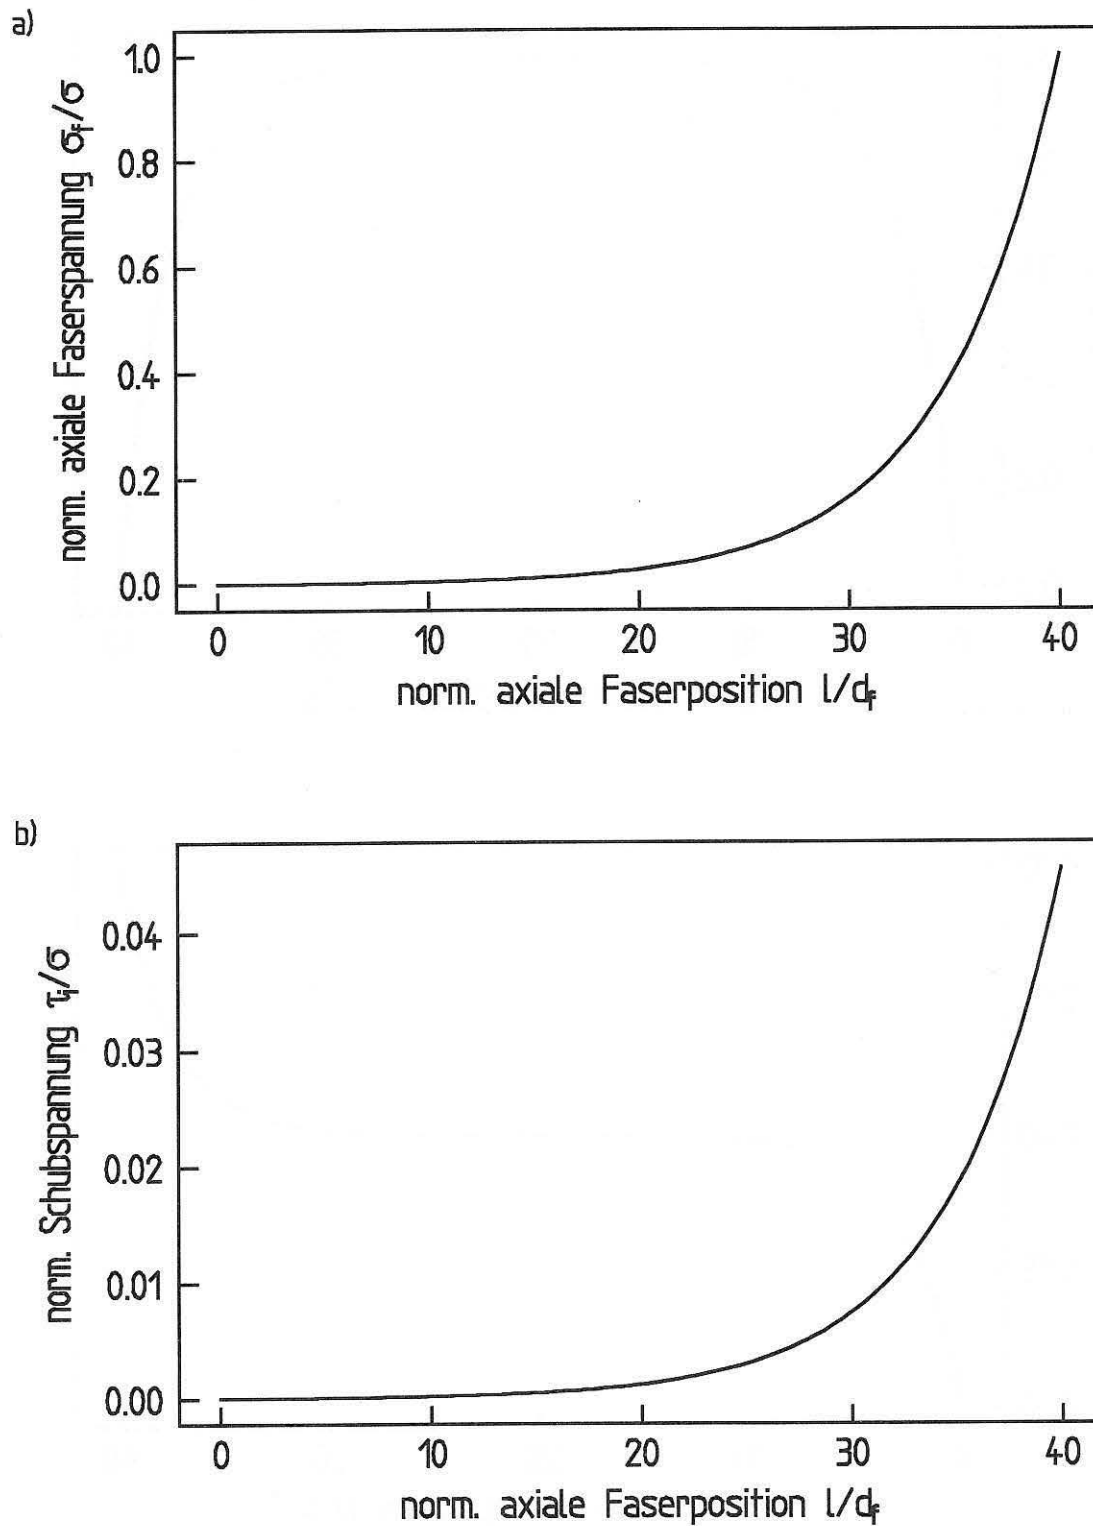 a)
norm. axiale Faserspannung σf/σ
1.0
0.8
0.6
0.4
0.2
0.0
0 10 20 30 40
norm. axiale Faserposition l/df
b)
norm. Schubspannung τi/σ
0.04
0.03
0.02
0.01
0.00
0 10 20 30 40
norm. axiale Faserposition l/df